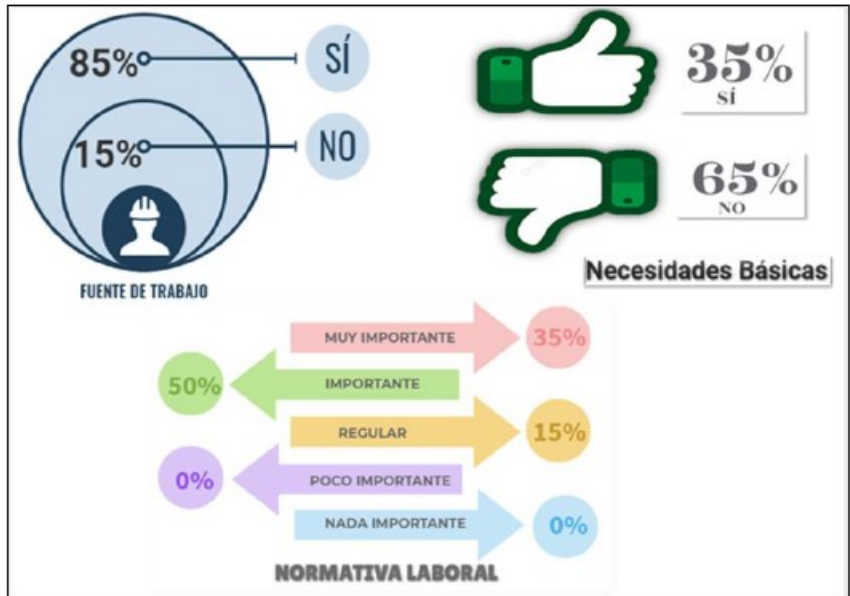 85%
SÍ
15%
NO
FUENTE DE TRABAJO
35%
SÍ
65%
NO
Necesidades Básicas
MUY IMPORTANTE
35%
50%
IMPORTANTE
REGULAR
15%
0%
POCO IMPORTANTE
NADA IMPORTANTE
0%
NORMATIVA LABORAL